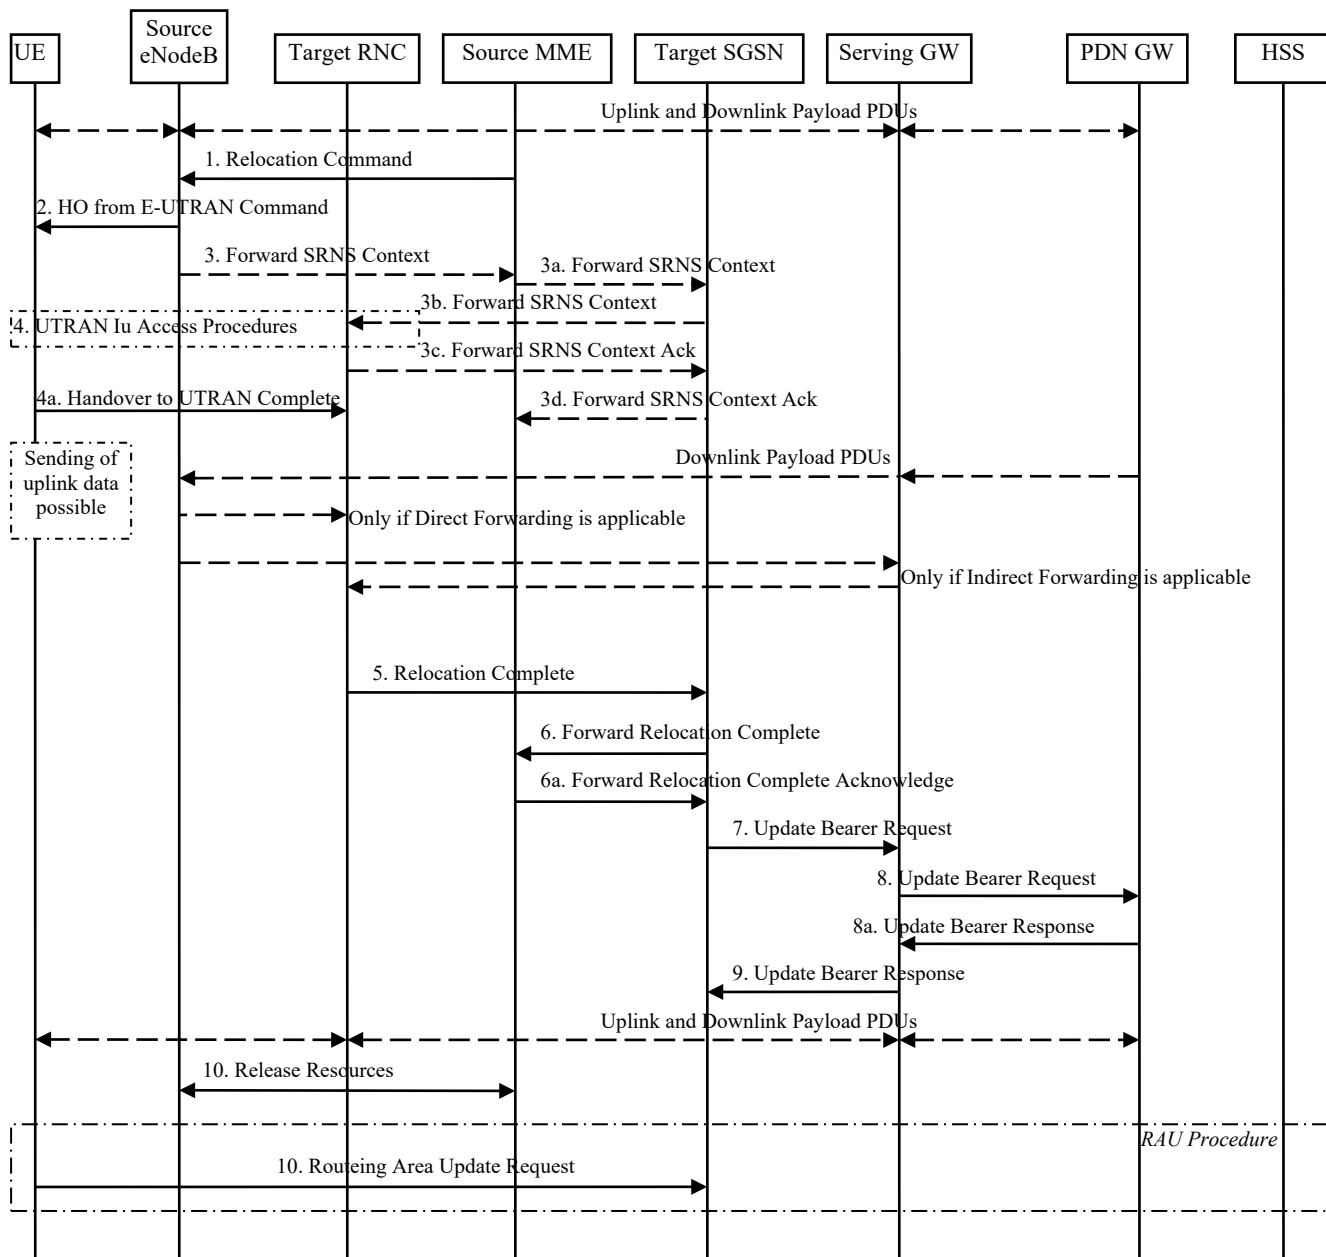 Source
eNodeB
UE
Target RNC
Source MME
Target SGSN
Serving GW
PDN GW
HSS
Uplink and Downlink Payload PDUs
1. Relocation Command
2. HO from E-UTRAN Command
3. Forward SRNS Context
3a. Forward SRNS Context
3b. Forward SRNS Context
4. UTRAN Iu Access Procedures
3c. Forward SRNS Context Ack
4a. Handover to UTRAN Complete
3d. Forward SRNS Context Ack
Sending of
uplink data
possible
Downlink Payload PDUs
Only if Direct Forwarding is applicable
Only if Indirect Forwarding is applicable
5. Relocation Complete
6. Forward Relocation Complete
6a. Forward Relocation Complete Acknowledge
7. Update Bearer Request
8. Update Bearer Request
8a. Update Bearer Response
9. Update Bearer Response
Uplink and Downlink Payload PDUs
10. Release Resources
RAU Procedure
10. Routeing Area Update Request